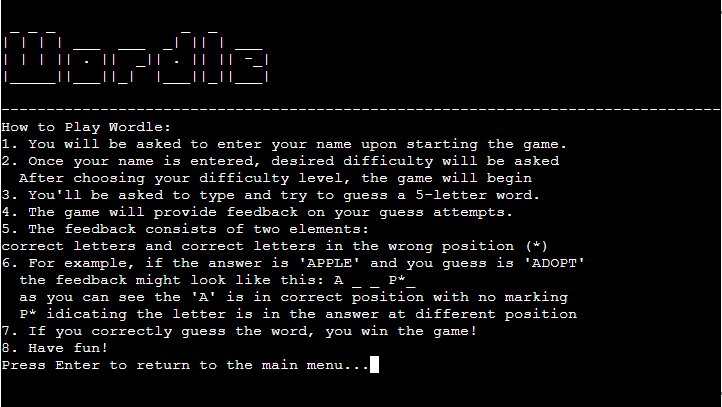 Wordle
--------------------------------------------------------------------------------
How to Play Wordle:
1. You will be asked to enter your name upon starting the game.
2. Once your name is entered, desired difficulty will be asked
  After choosing your difficulty level, the game will begin
3. You'll be asked to type and try to guess a 5-letter word.
4. The game will provide feedback on your guess attempts.
5. The feedback consists of two elements:
correct letters and correct letters in the wrong position (*)
6. For example, if the answer is 'APPLE' and you guess is 'ADOPT'
  the feedback might look like this: A _ _ P*_
  as you can see the 'A' is in correct position with no marking
  P* idicating the letter is in the answer at different position
7. If you correctly guess the word, you win the game!
8. Have fun!
Press Enter to return to the main menu...